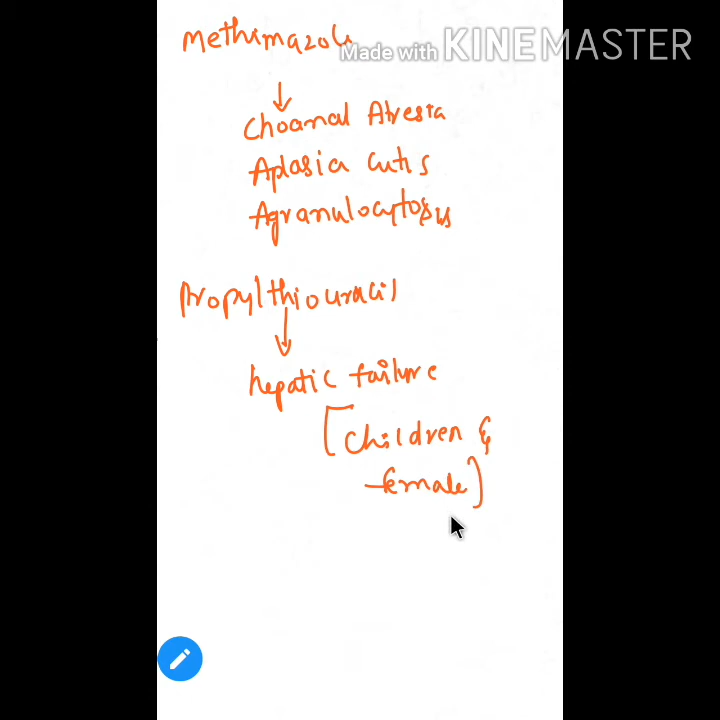 Methimazole
Made with KINEMASTER
Choanal Atresia
Aplasia cutis
Agranulocytosis
Propylthiouracil
hepatic failure
[Children &
female]